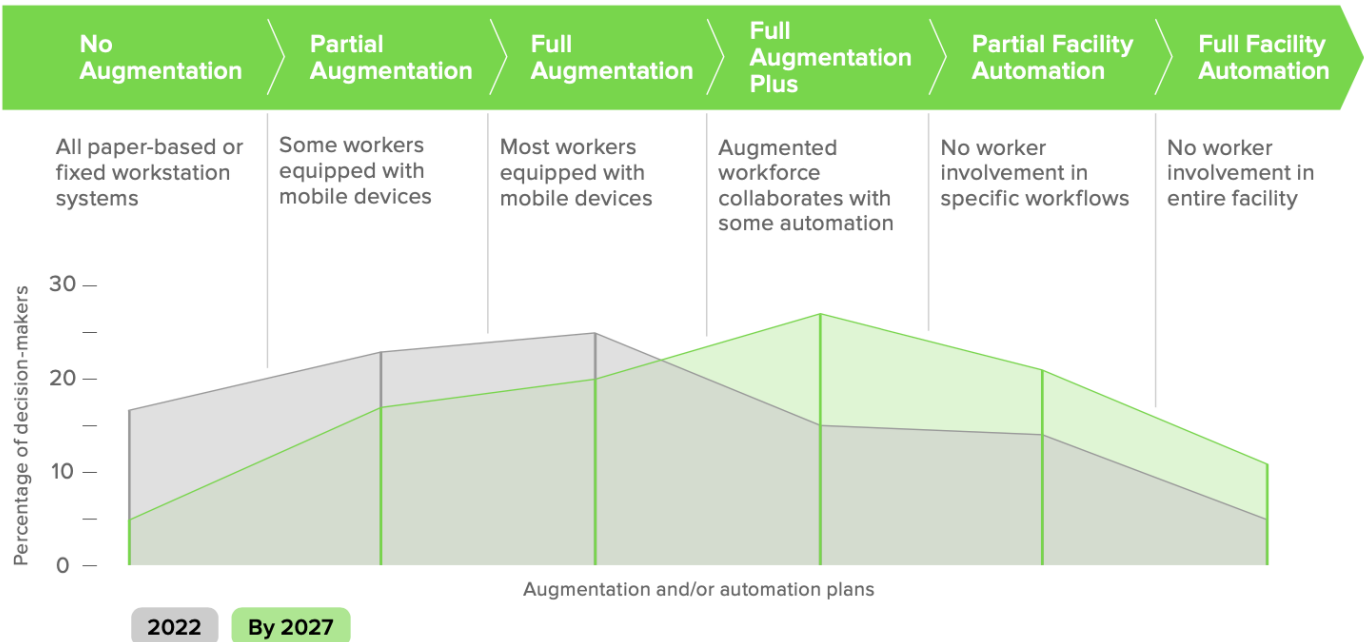 No
Augmentation
Partial
Augmentation
Full
Augmentation
Full
Augmentation
Plus
Partial Facility
Automation
Full Facility
Automation
All paper-based or
fixed workstation
systems
Some workers
equipped with
mobile devices
Most workers
equipped with
mobile devices
Augmented
workforce
collaborates with
some automation
No worker
involvement in
specific workflows
No worker
involvement in
entire facility
Percentage of decision-makers
30
20
10
0
Augmentation and/or automation plans
2022
By 2027